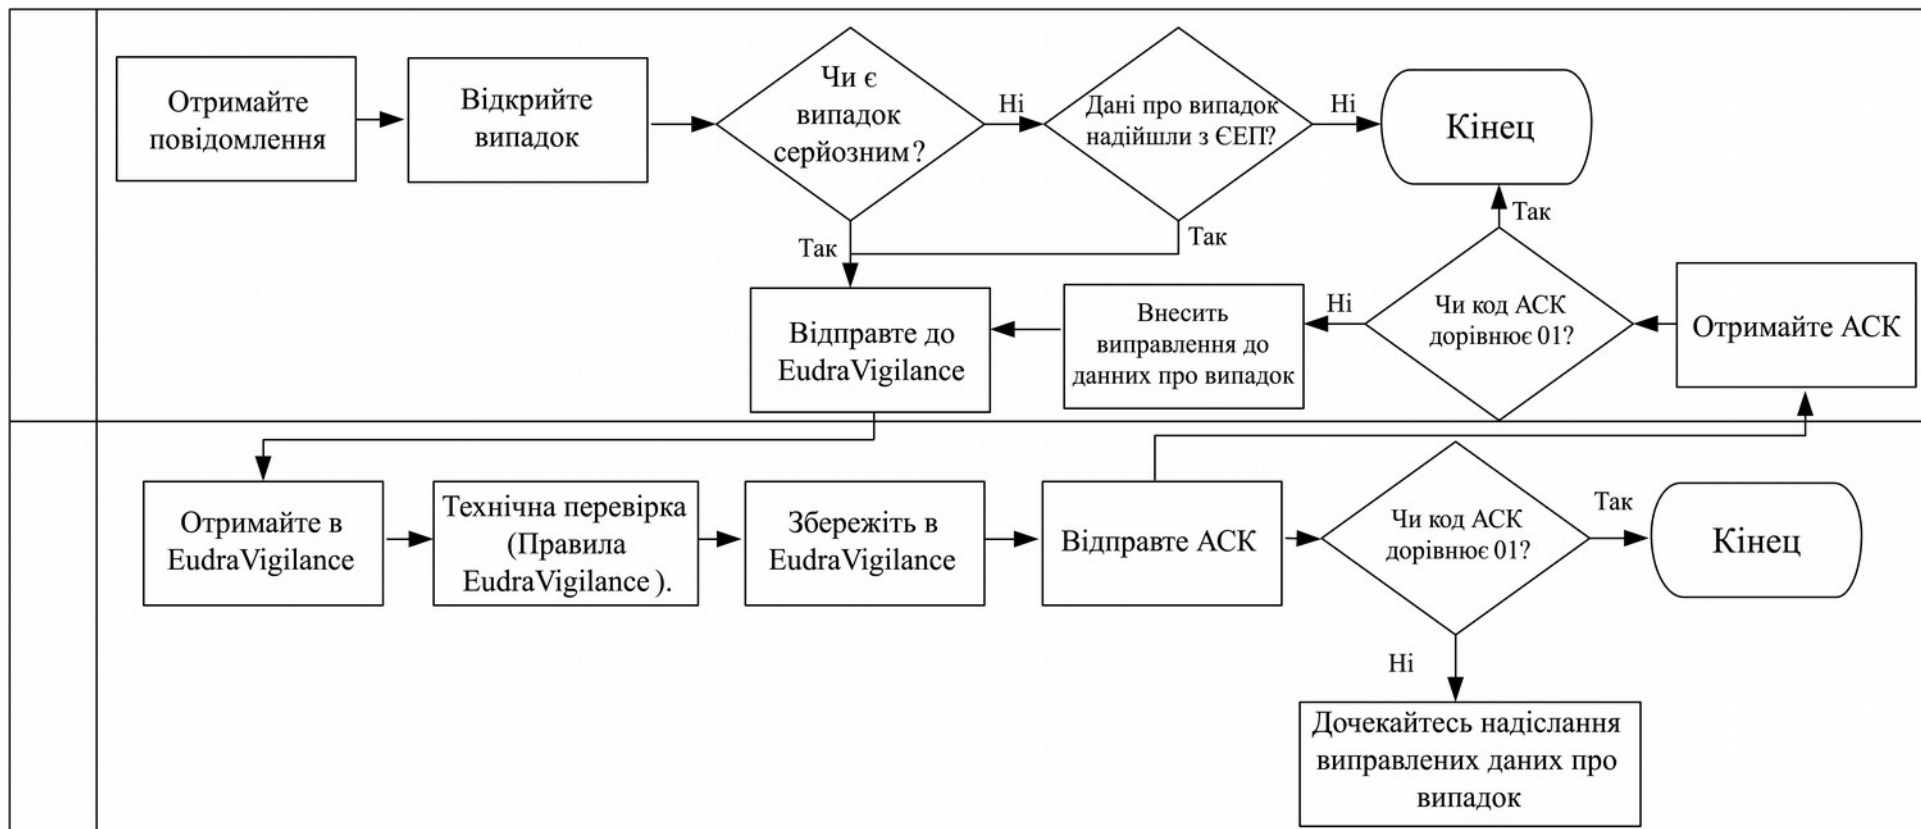 Отримайте
повідомлення
Відкрийте
випадок
Чи є
випадок
серйозним?
Ні
Дані про випадок
надійшли з ЄЕП?
Ні
Кінец
Так
Так
Так
Відправте до
EudraVigilance
Внесить
виправлення до
данних про випадок
Ні
Чи код АСК
дорівнює 01?
Отримайте АСК
Отримайте в
EudraVigilance
Технічна перевірка
(Правила
EudraVigilance ).
Збережіть в
EudraVigilance
Відправте АСК
Чи код АСК
дорівнює 01?
Так
Кінец
Ні
Дочекайтесь надіслання
виправлених даних про
випадок